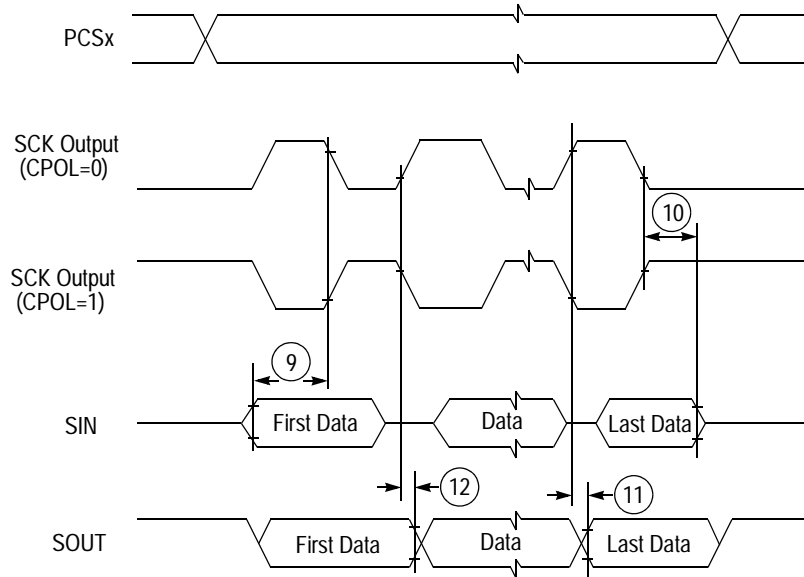 PCSx
SCK Output
(CPOL=0)
10
SCK Output
(CPOL=1)
9
SIN
First Data
Data
Last Data
12
11
SOUT
First Data
Data
Last Data